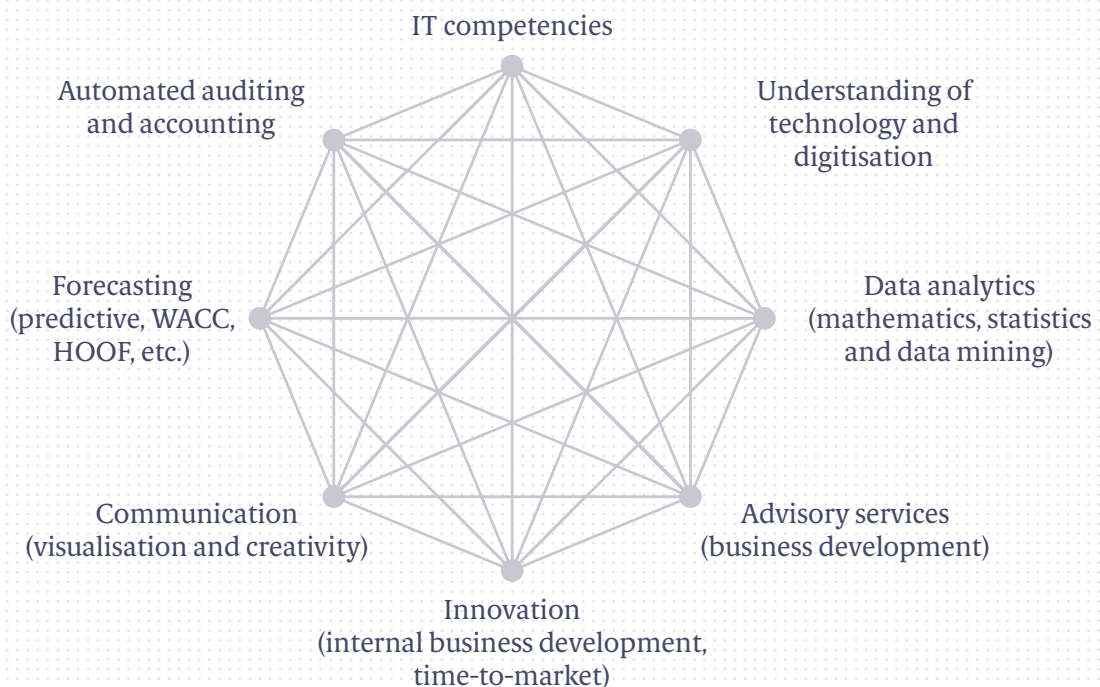 IT competencies
Automated auditing
and accounting
Understanding of
technology and
digitisation
Forecasting
(predictive, WACC,
HOOF, etc.)
Data analytics
(mathematics, statistics
and data mining)
Communication
(visualisation and creativity)
Advisory services
(business development)
Innovation
(internal business development,
time-to-market)